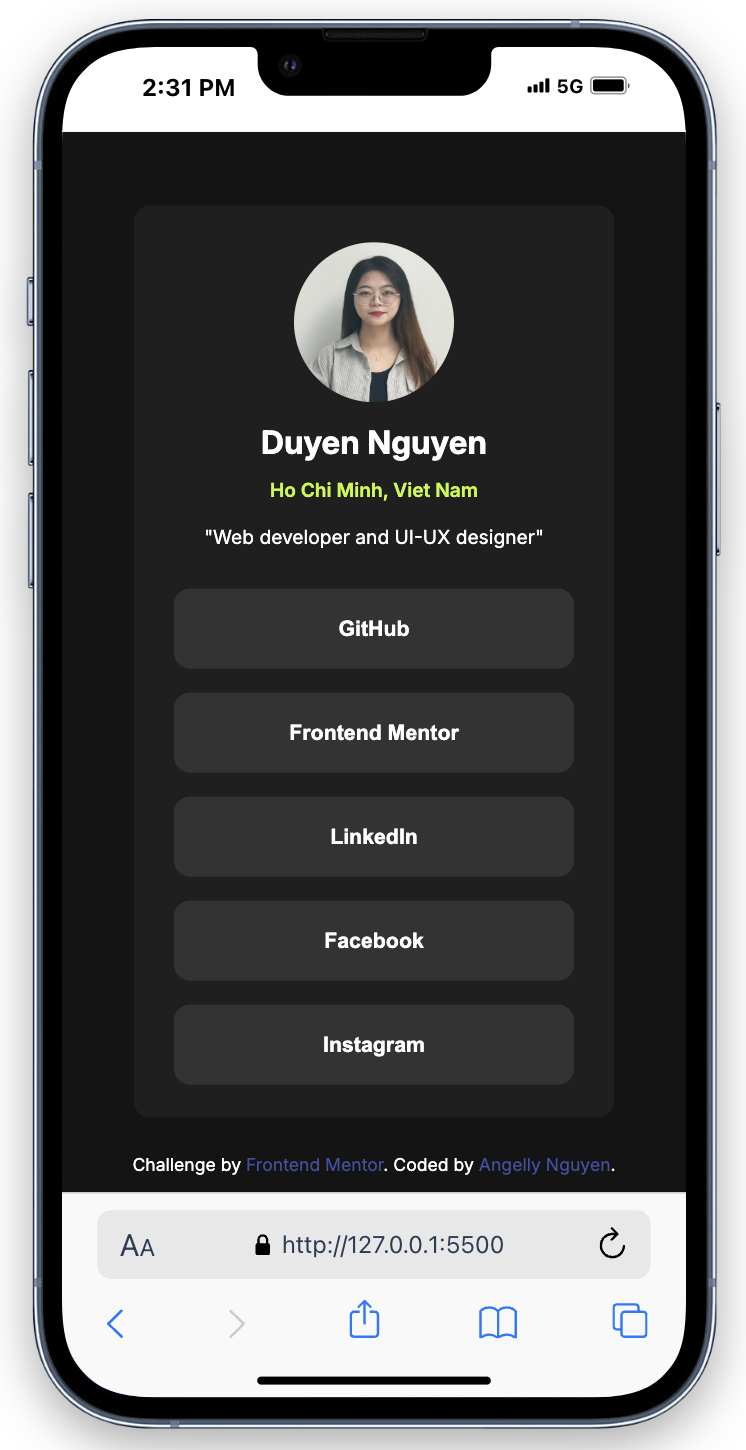 2:31 PM 5G
Duyen Nguyen
Ho Chi Minh, Viet Nam
"Web developer and UI-UX designer"
GitHub
Frontend Mentor
LinkedIn
Facebook
Instagram
Challenge by Frontend Mentor. Coded by Angelly Nguyen.
AA http://127.0.0.1:5500